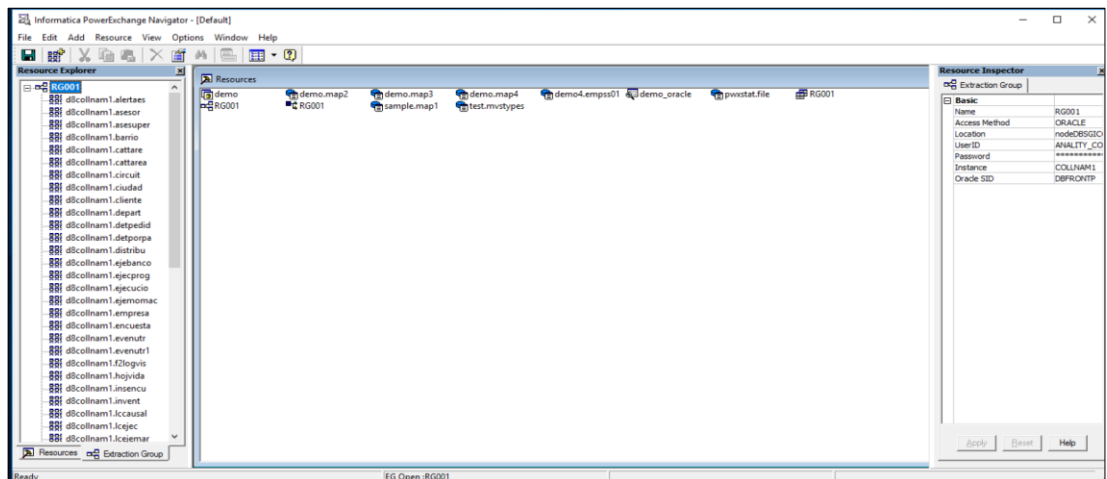 Informatica PowerExchange Navigator - [Default]
File Edit Add Resource View Options Window Help
Resource Explorer
RG001
d8collnam1.alertaes
d8collnam1.asesor
d8collnam1.asesuper
d8collnam1.barrio
d8collnam1.cattare
d8collnam1.cattarea
d8collnam1.circuit
d8collnam1.ciudad
d8collnam1.cliente
d8collnam1.depart
d8collnam1.detpedid
d8collnam1.detporpa
d8collnam1.distribu
d8collnam1.ejebanco
d8collnam1.ejecprog
d8collnam1.ejecucio
d8collnam1.ejemomac
d8collnam1.empresa
d8collnam1.encuesta
d8collnam1.evenutr
d8collnam1.evenutr1
d8collnam1.f2logvis
d8collnam1.hojvida
d8collnam1.insencu
d8collnam1.invent
d8collnam1.lccausal
d8collnam1.lcejec
d8collnam1.lcejemar
Resources Extraction Group
Resources
demo demo.map2 demo.map3 demo.map4 demo4.empss01 demo_oracle pwxstat.file RG001
RG001 RG001 sample.map1 test.mvstypes
Resource Inspector
Extraction Group
Basic
Name RG001
Access Method ORACLE
Location nodeDBSGIC
UserID ANALITY_CO
Password ************
Instance COLLNAM1
Oracle SID DBFRONTP
Apply Reset Help
Ready EG Open :RG001